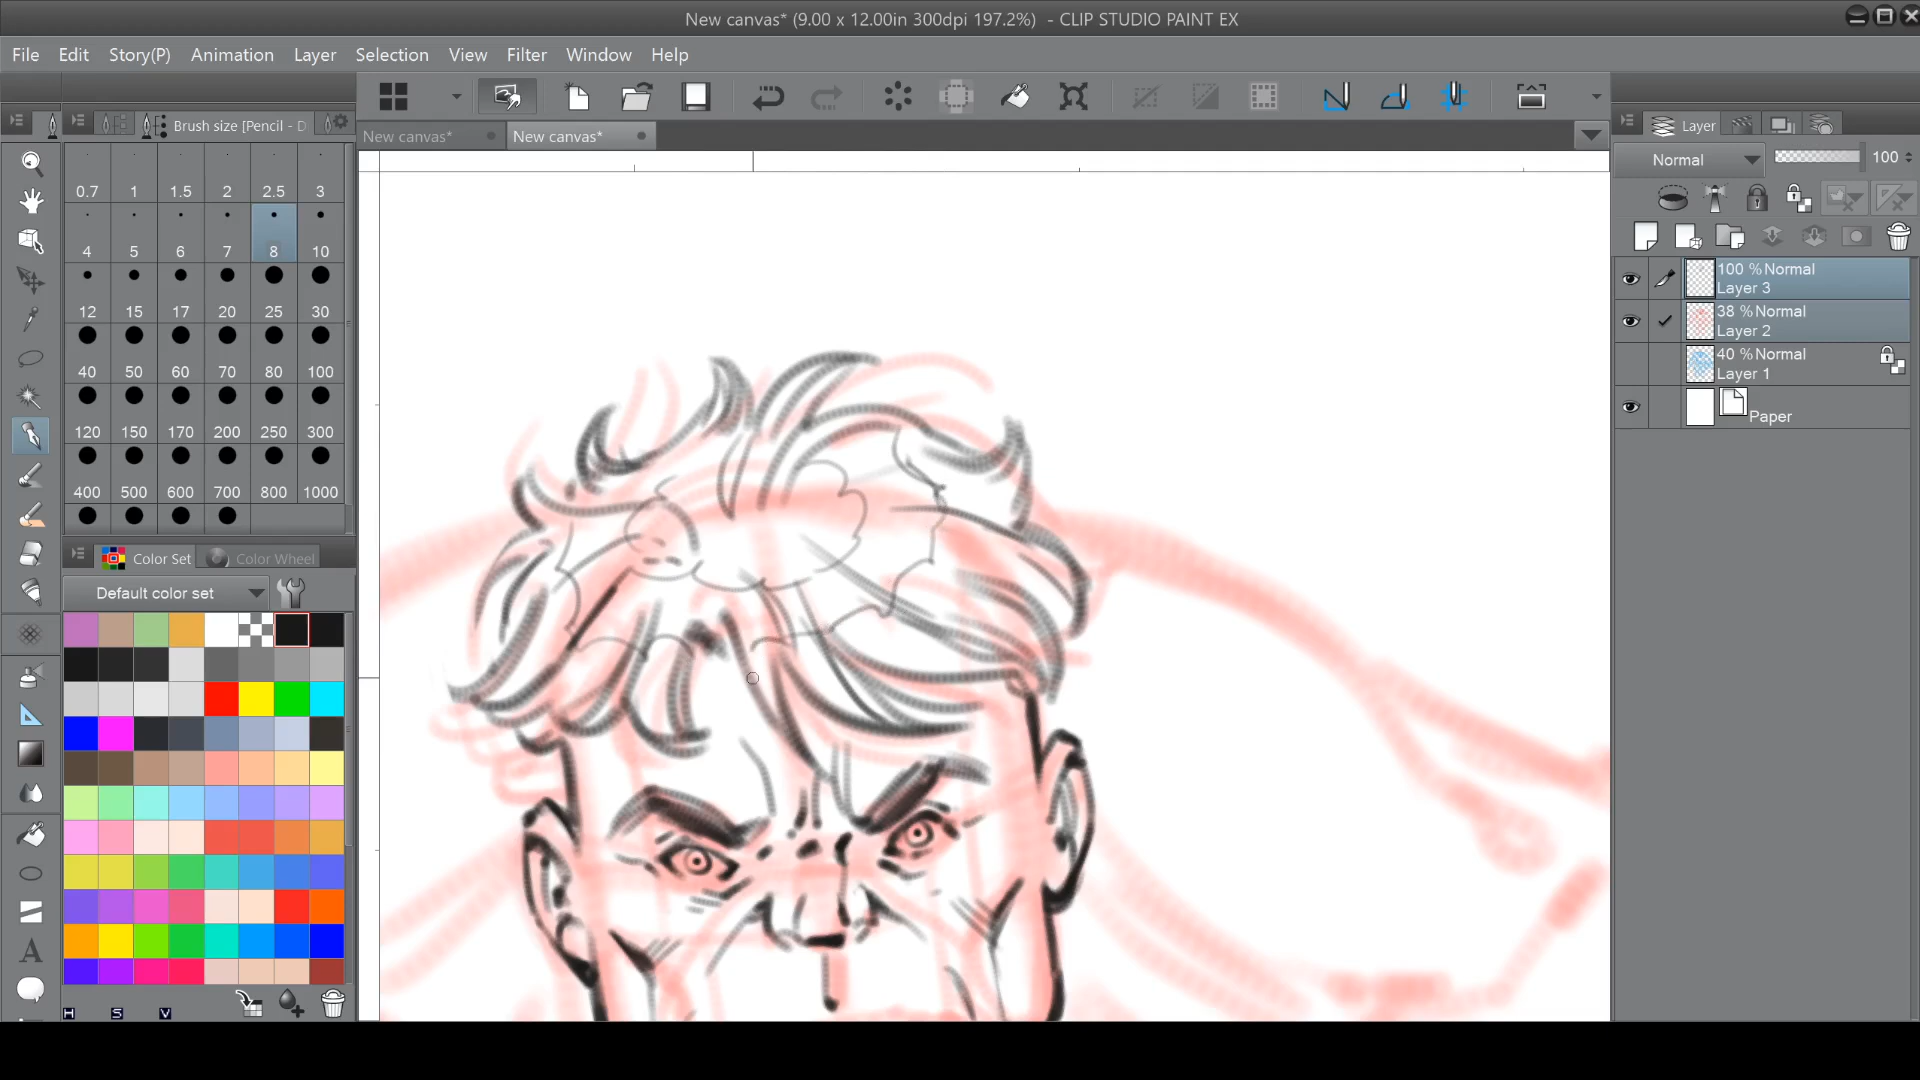 New canvas* (9.00 x 12.00in 300dpi 197.2%) - CLIP STUDIO PAINT EX
File Edit Story(P) Animation Layer Selection View Filter Window Help
Brush size [Pencil - D
New canvas* New canvas*
Layer
Normal 100
0.7 1 1.5 2 2.5 3
4 5 6 7 8 10
12 15 17 20 25 30
40 50 60 70 80 100
120 150 170 200 250 300
400 500 600 700 800 1000
100 %Normal
Layer 3
38 %Normal
Layer 2
40 %Normal
Layer 1
Paper
Color Set Color Wheel
Default color set
A
H S V